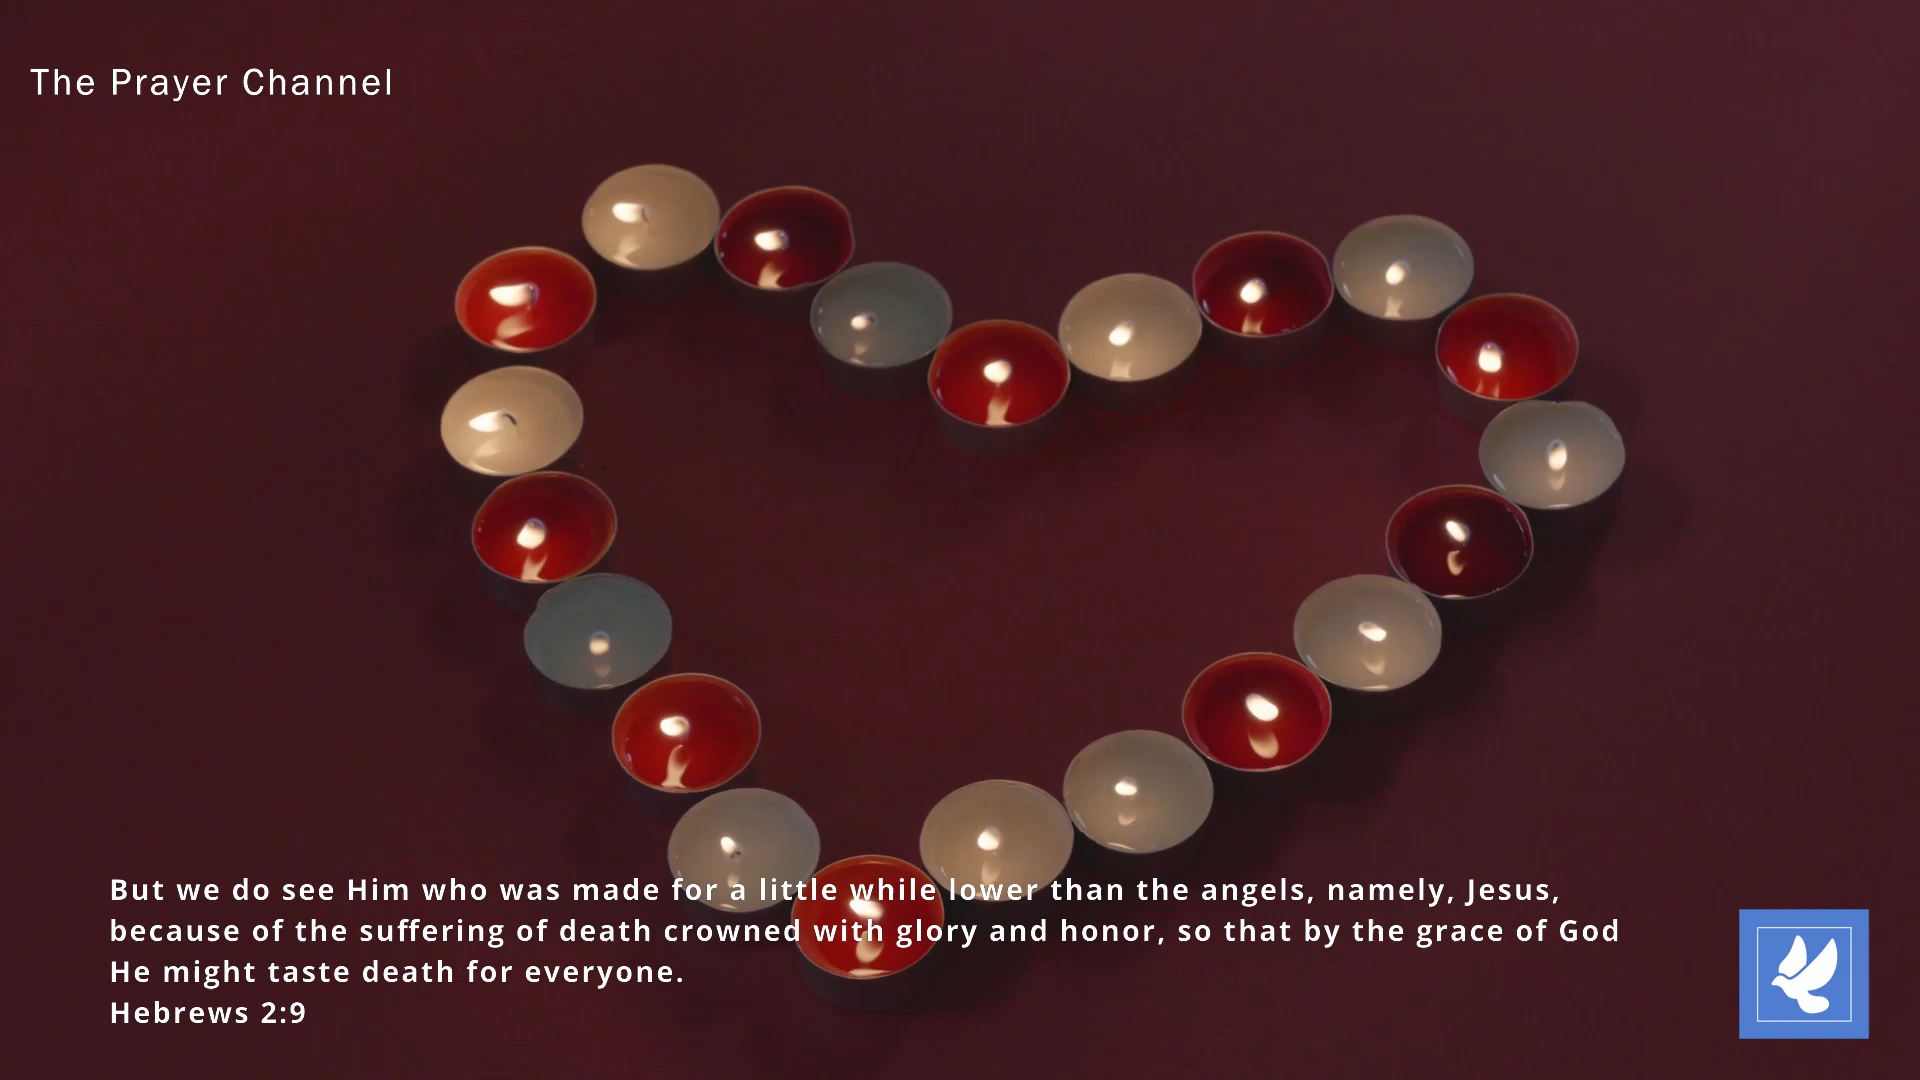 The Prayer Channel
But we do see Him who was made for a little while lower than the angels, namely, Jesus,
because of the suffering of death crowned with glory and honor, so that by the grace of God
He might taste death for everyone.
Hebrews 2:9